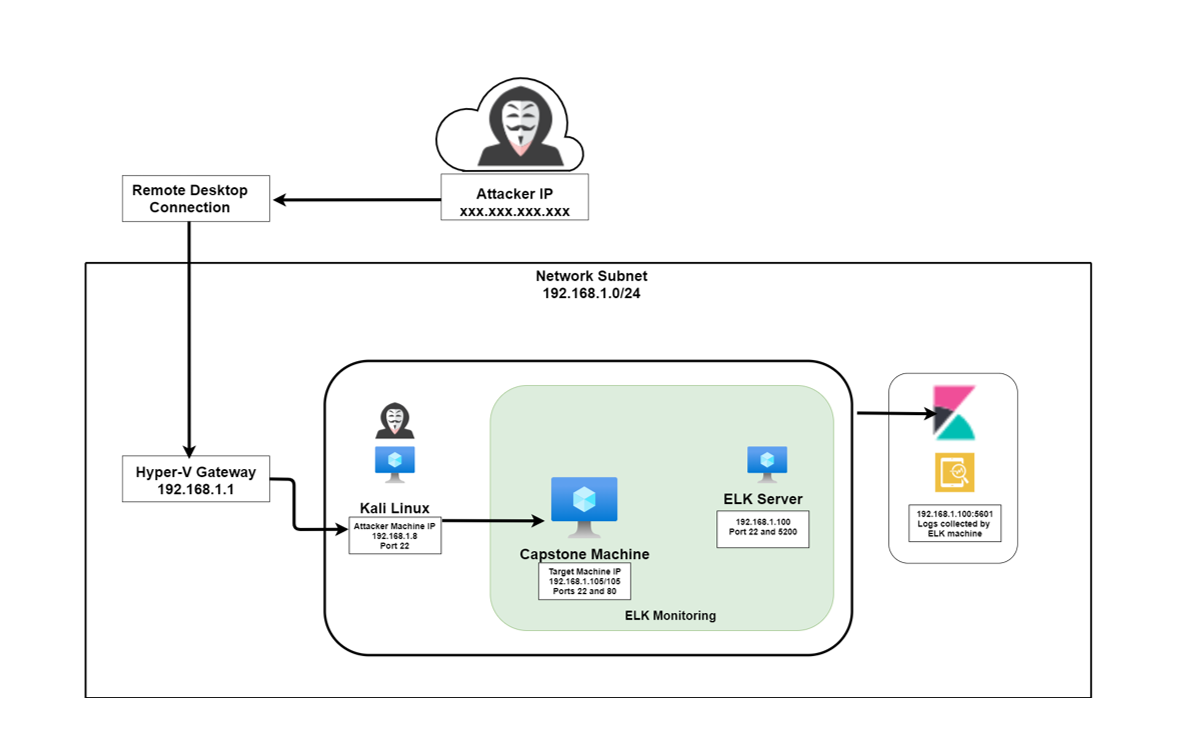 Attacker IP
xxx.xxx.xxx.xxx
Remote Desktop
Connection
Network Subnet
192.168.1.0/24
Hyper-V Gateway
192.168.1.1
Kali Linux
Attacker Machine IP
192.168.1.8
Port 22
Capstone Machine
Target Machine IP
192.168.1.105/105
Ports 22 and 80
ELK Server
192.168.1.100
Port 22 and 5200
ELK Monitoring
192.168.1.100:5601
Logs collected by
ELK machine